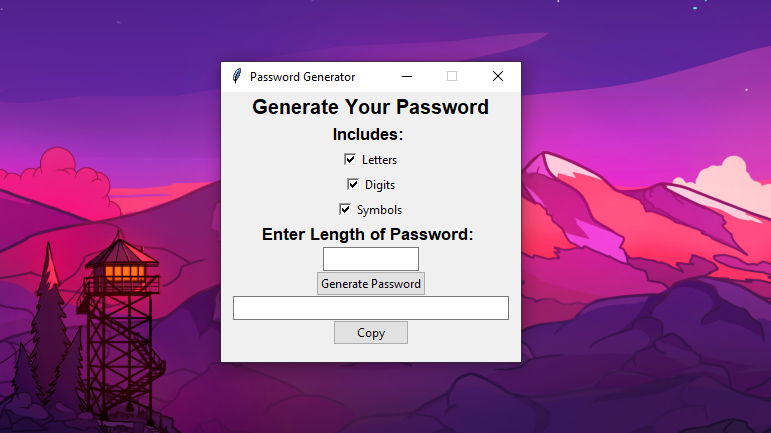 Password Generator
Generate Your Password
Includes:
Letters
Digits
Symbols
Enter Length of Password:
Generate Password
Copy